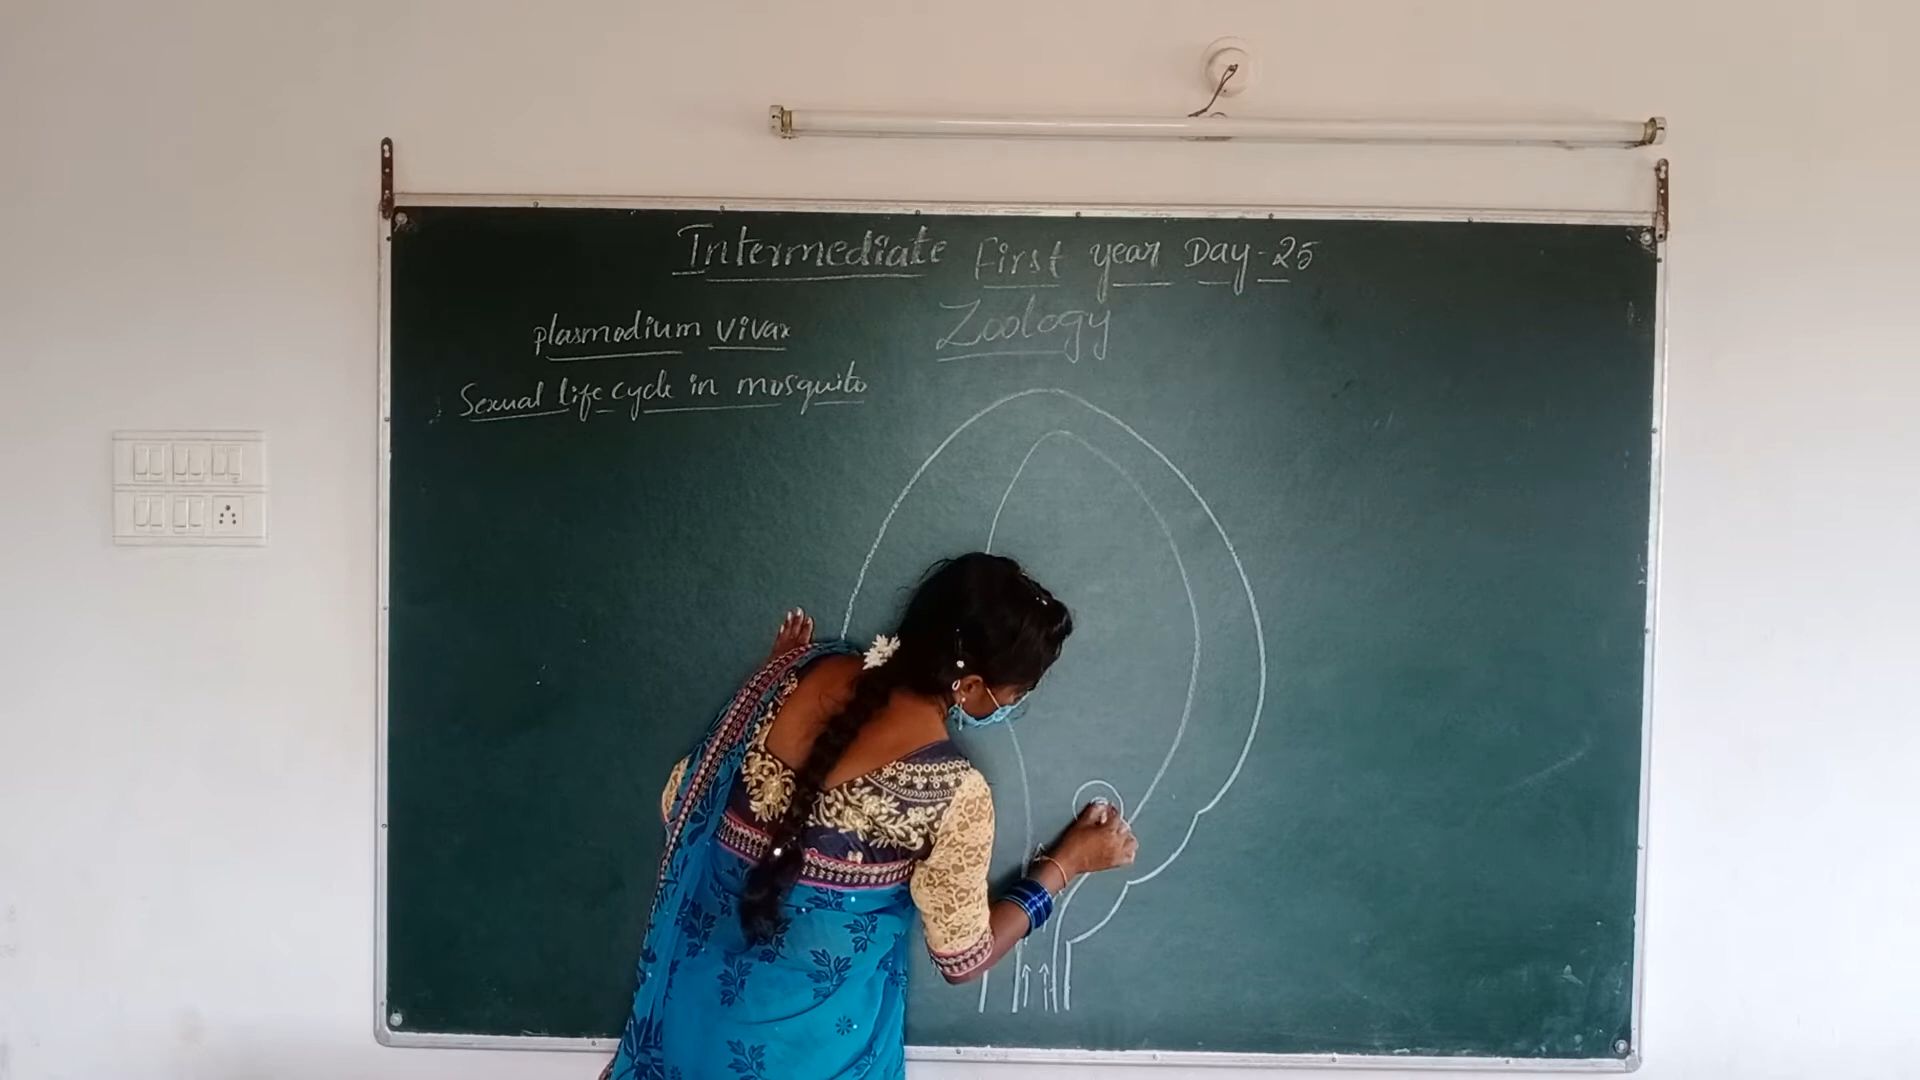 Intermediate First year Day-25
Zoology
plasmodium vivax
Sexual life cycle in mosquito